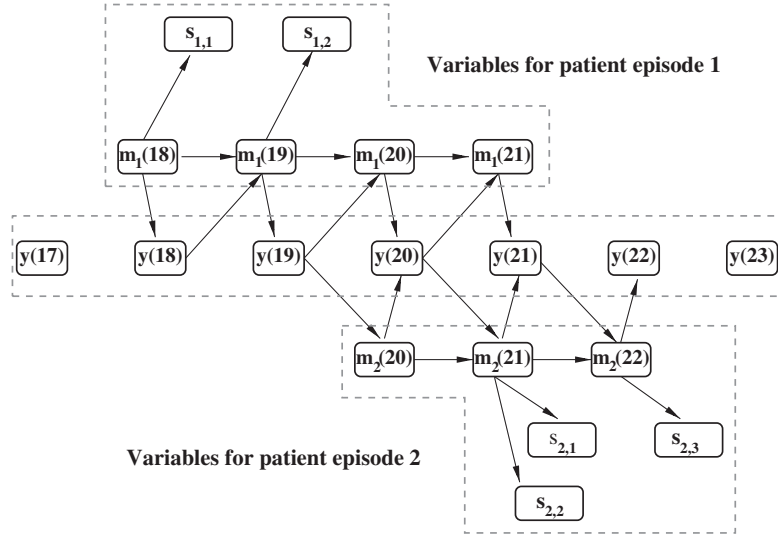 s1,1 s1,2
Variables for patient episode 1
m1(18) m1(19) m1(20) m1(21)
y(17) y(18) y(19) y(20) y(21) y(22) y(23)
m2(20) m2(21) m2(22)
s2,1 s2,3
Variables for patient episode 2
s2,2